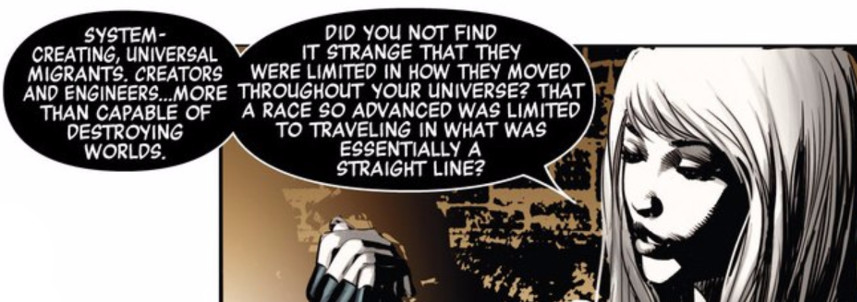 SYSTEM-
CREATING, UNIVERSAL
MIGRANTS. CREATORS
AND ENGINEERS...MORE
THAN CAPABLE OF
DESTROYING
WORLDS.
DID YOU NOT FIND
IT STRANGE THAT THEY
WERE LIMITED IN HOW THEY MOVED
THROUGHOUT YOUR UNIVERSE? THAT
A RACE SO ADVANCED WAS LIMITED
TO TRAVELING IN WHAT WAS
ESSENTIALLY A
STRAIGHT LINE?